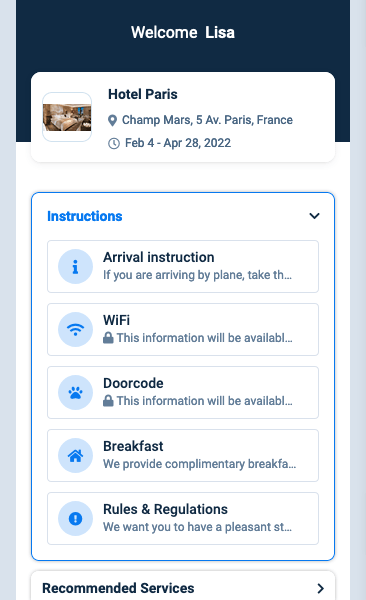 Welcome Lisa
Hotel Paris
Champ Mars, 5 Av. Paris, France
Feb 4 - Apr 28, 2022
Instructions
Arrival instruction
If you are arriving by plane, take th...
WiFi
This information will be availabl...
Doorcode
This information will be availabl...
Breakfast
We provide complimentary breakfa...
Rules & Regulations
We want you to have a pleasant st...
Recommended Services